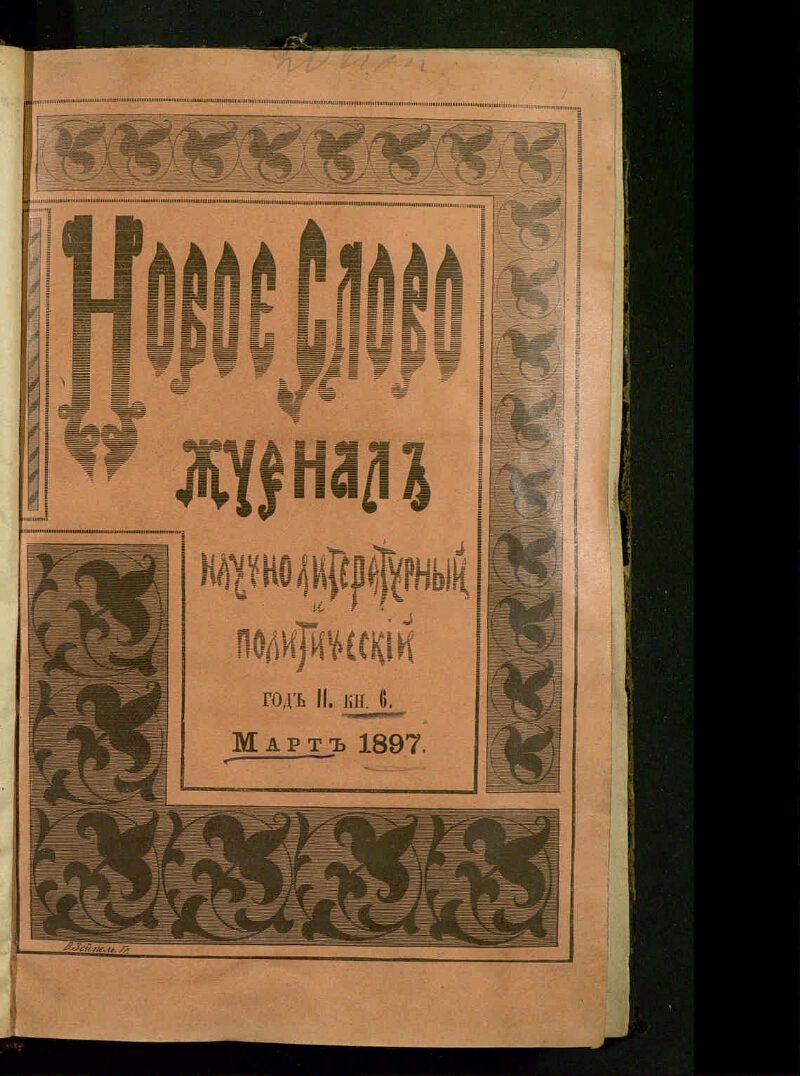 Новое Слово
журналъ
научно литературный
и
политическій
годъ II. кн. 6.
Мартъ 1897.